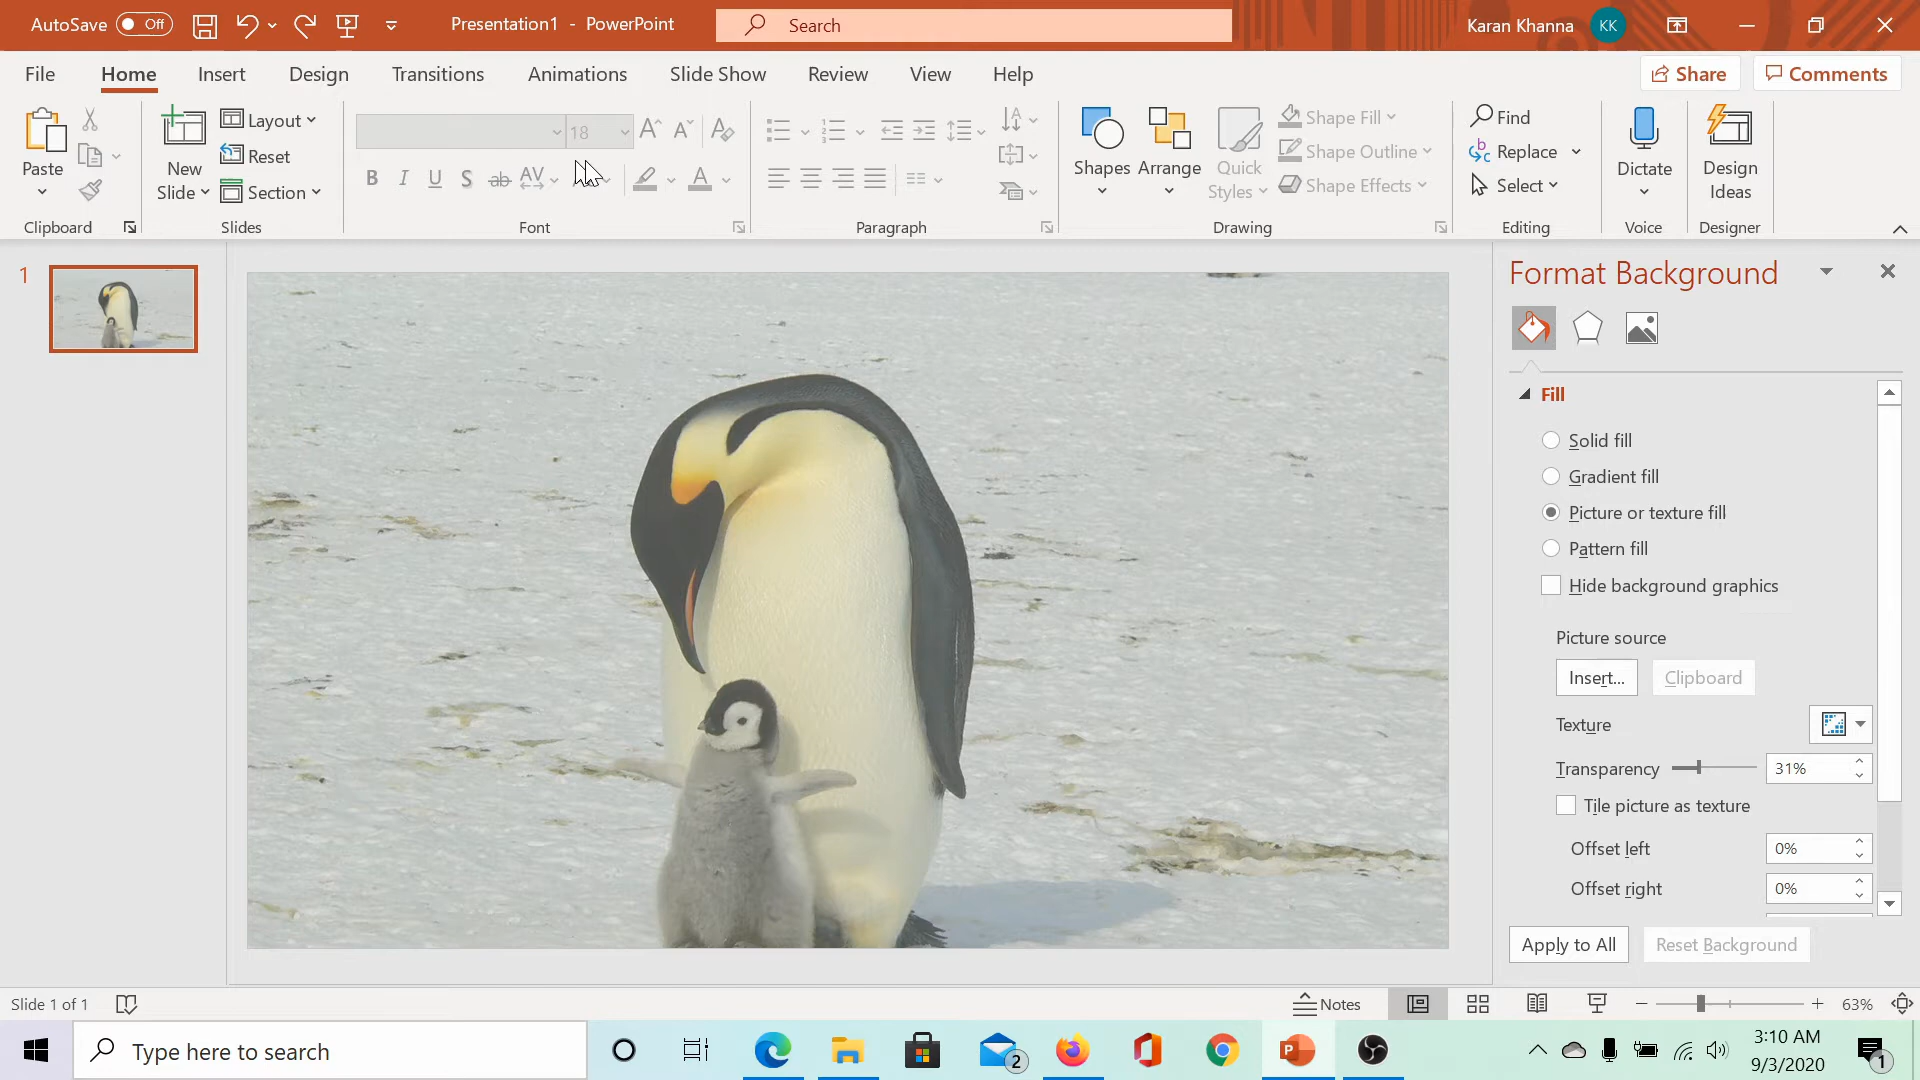 AutoSave Off Presentation1 - PowerPoint Search Karan Khanna KK
File Home Insert Design Transitions Animations Slide Show Review View Help Share Comments
Paste
New Slide
Layout
Reset
Section
18
B I U S ab AV A
Shapes
Arrange
Quick Styles
Shape Fill
Shape Outline
Shape Effects
Find
Replace
Select
Dictate
Design Ideas
Clipboard Slides Font Paragraph Drawing Editing Voice Designer
1
Format Background
Fill
Solid fill
Gradient fill
Picture or texture fill
Pattern fill
Hide background graphics
Picture source
Insert... Clipboard
Texture
Transparency 31%
Tile picture as texture
Offset left 0%
Offset right 0%
Apply to All Reset Background
Slide 1 of 1 Notes 63%
Type here to search
2
3:10 AM
9/3/2020
1